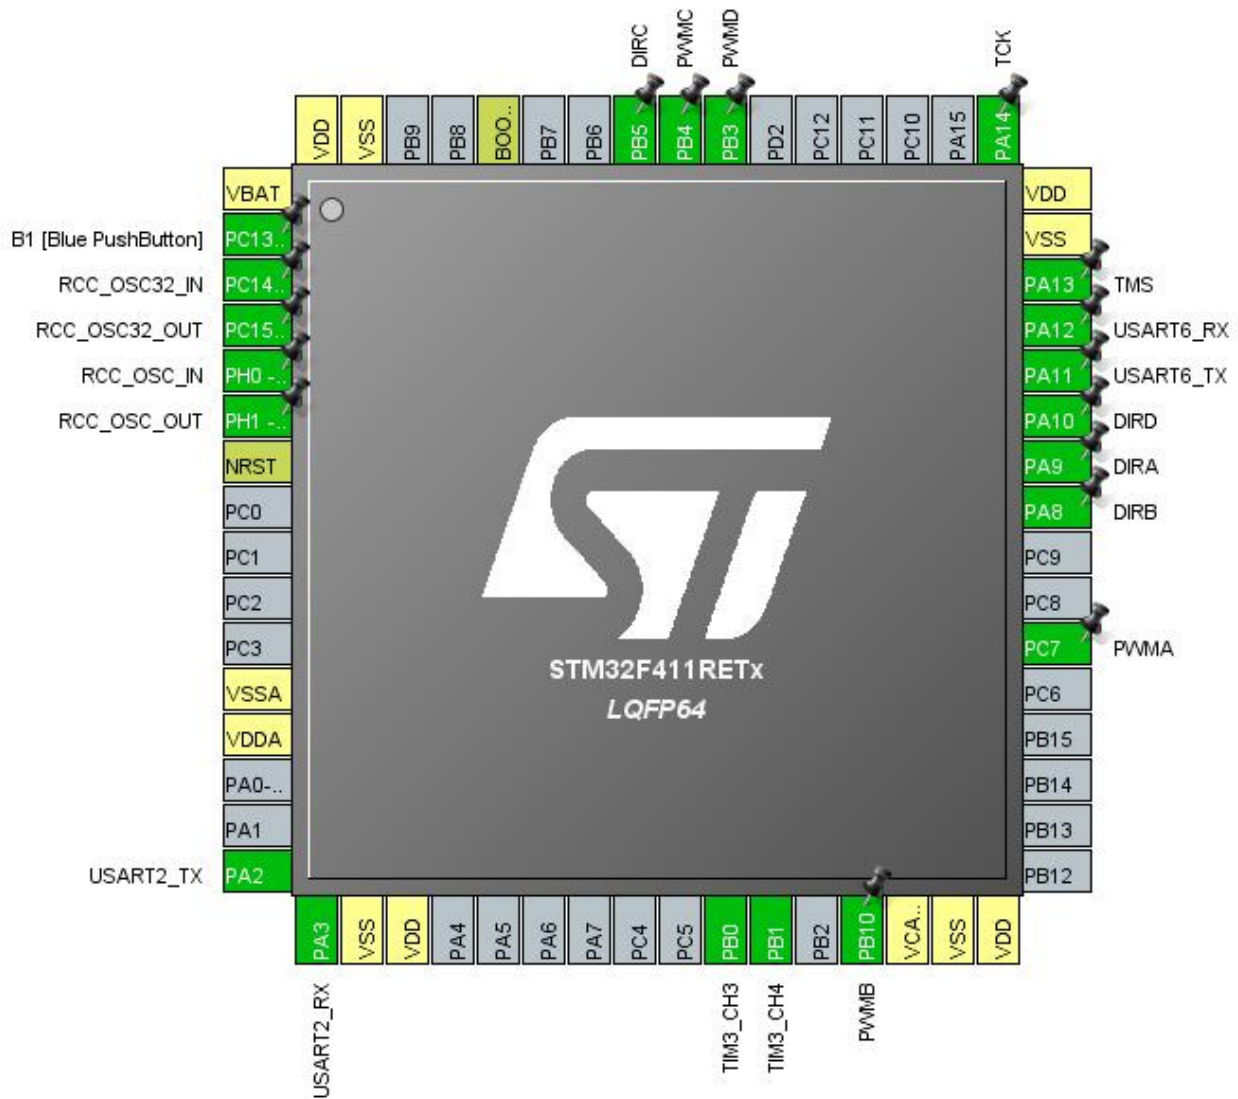 DIRC
PWMC
PWMD
TCK
VDD
VSS
PB9
PB8
BOO..
PB7
PB6
PB5
PB4
PB3
PD2
PC12
PC11
PC10
PA15
PA14
VBAT
VDD
B1 [Blue PushButton] PC13..
VSS
RCC_OSC32_IN PC14..
PA13 TMS
RCC_OSC32_OUT PC15..
PA12 USART6_RX
RCC_OSC_IN PH0 -..
PA11 USART6_TX
RCC_OSC_OUT PH1 -..
PA10 DIRD
NRST
PA9 DIRA
PC0
PA8 DIRB
PC1
PC9
PC2
PC8
PC3
PC7 PWMA
VSSA
PC6
VDDA
PB15
PA0-..
PB14
PA1
PB13
USART2_TX PA2
PB12
ST
STM32F411RETx
LQFP64
PA3
VSS
VDD
PA4
PA5
PA6
PA7
PC4
PC5
PB0
PB1
PB2
PB10
VCA..
VSS
VDD
USART2_RX
TIM3_CH3
TIM3_CH4
PWMB